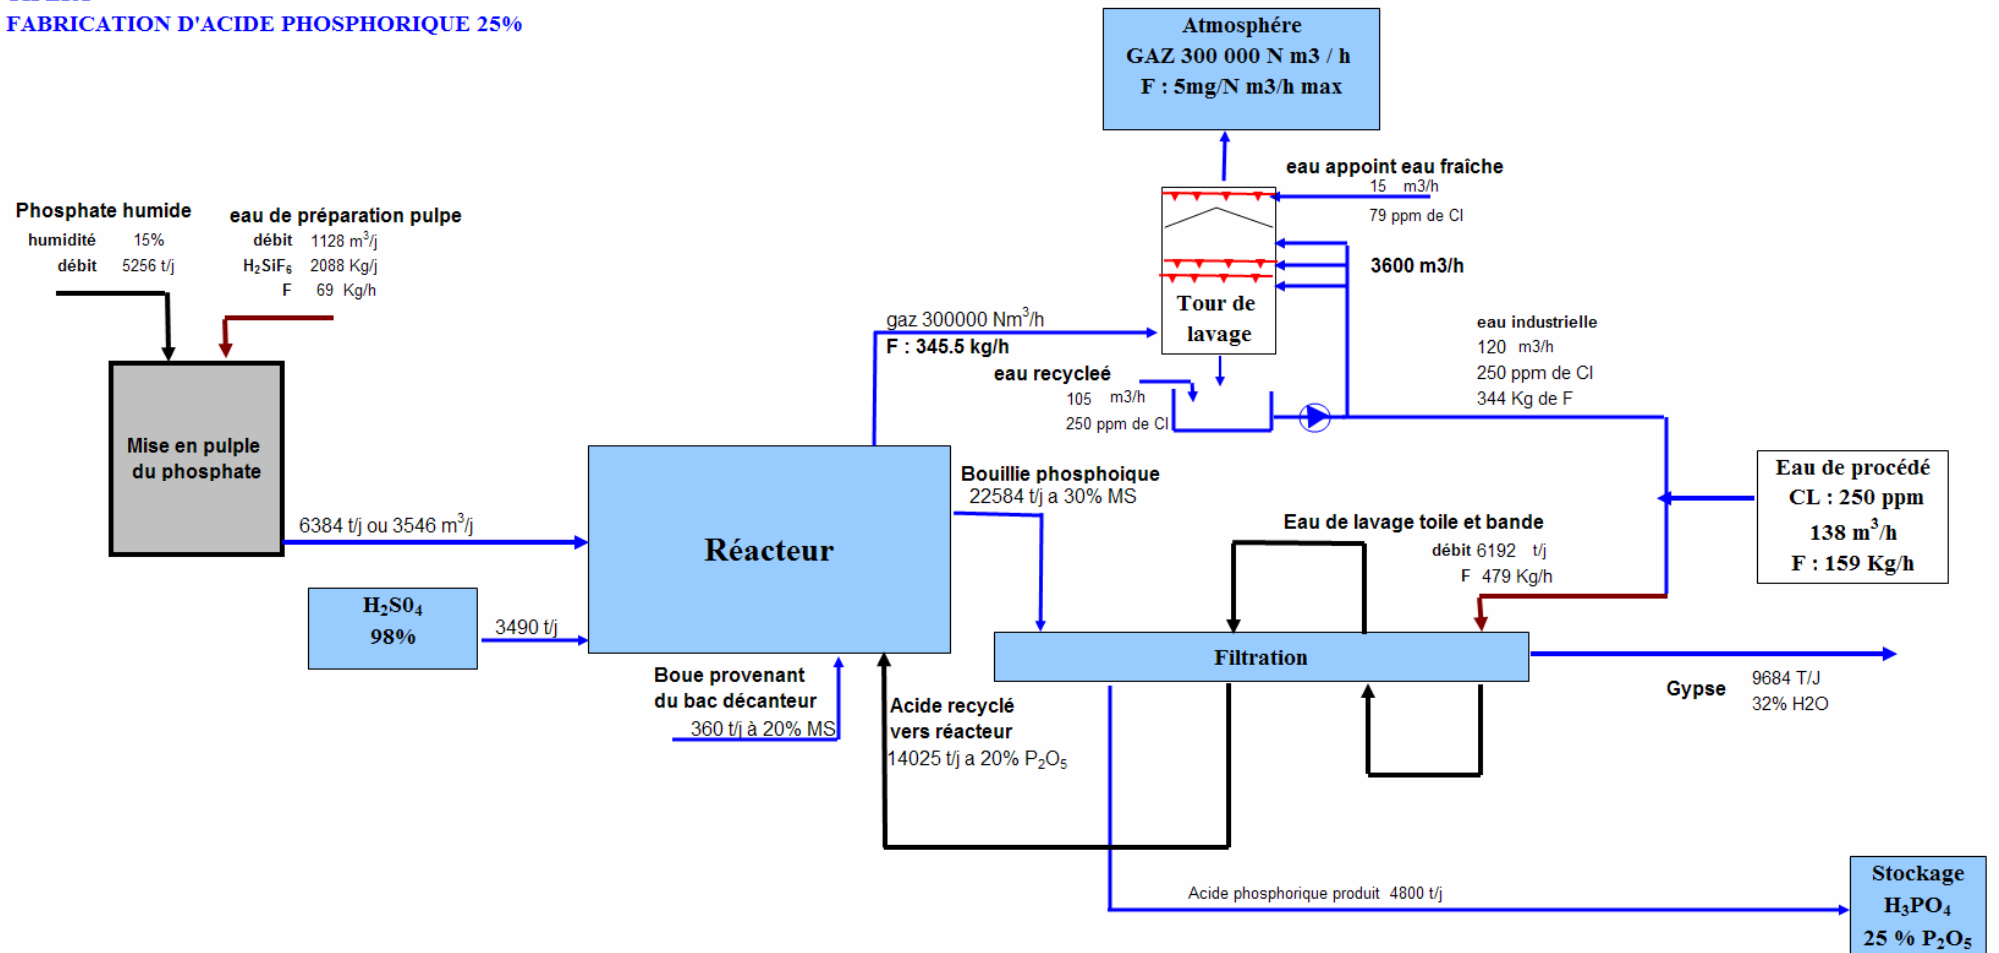 FABRICATION D'ACIDE PHOSPHORIQUE 25%
Atmosphére
GAZ 300 000 N m3 / h
F : 5mg/N m3/h max
eau appoint eau fraîche
15 m3/h
79 ppm de Cl
Phosphate humide
humidité 15%
débit 5256 t/j
eau de préparation pulpe
débit 1128 m³/j
H₂SiF₆ 2088 Kg/j
F 69 Kg/h
3600 m3/h
Tour de
lavage
gaz 300000 Nm³/h
F : 345.5 kg/h
eau industrielle
120 m3/h
250 ppm de Cl
344 Kg de F
eau recycleé
105 m3/h
250 ppm de Cl
Mise en pulple
du phosphate
Bouillie phosphoique
22584 t/j a 30% MS
Eau de procédé
CL : 250 ppm
138 m³/h
F : 159 Kg/h
6384 t/j ou 3546 m³/j
Réacteur
Eau de lavage toile et bande
débit 6192 t/j
F 479 Kg/h
H₂S0₄
98%
3490 t/j
Filtration
Boue provenant
du bac décanteur
360 t/j à 20% MS
Acide recyclé
vers réacteur
14025 t/j a 20% P₂O₅
Gypse
9684 T/J
32% H2O
Acide phosphorique produit 4800 t/j
Stockage
H₃PO₄
25 % P₂O₅